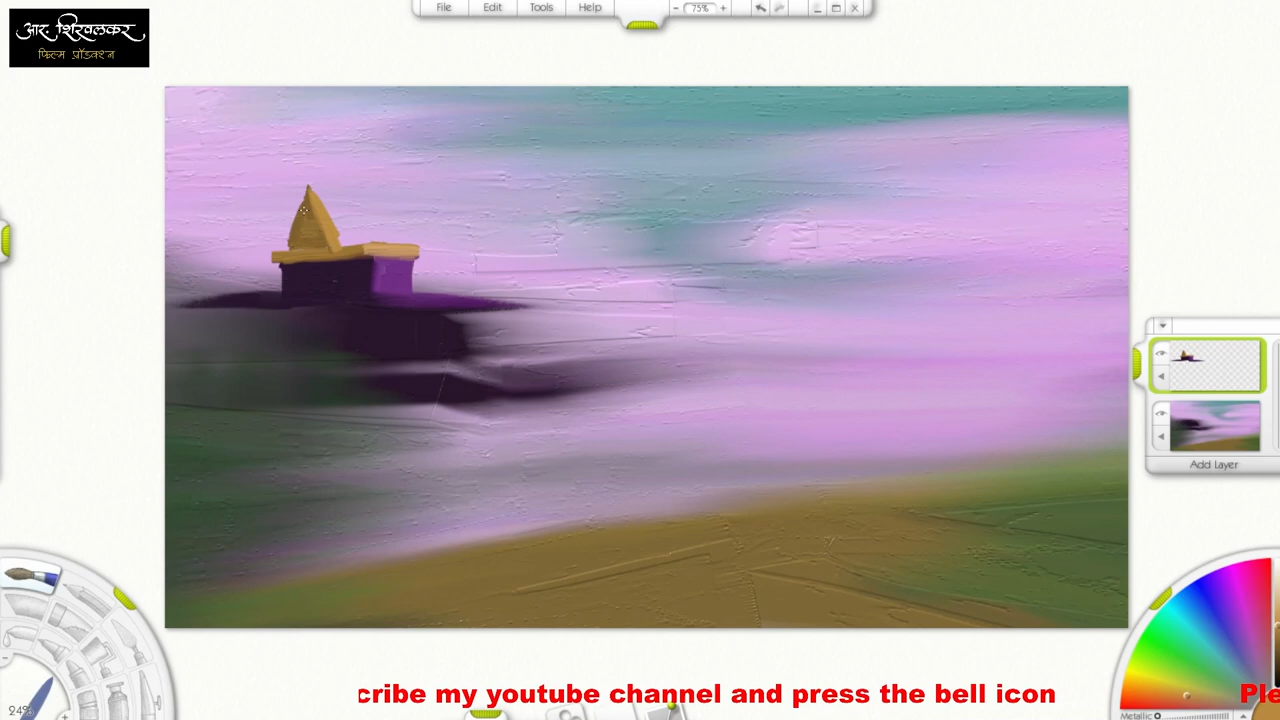 आर. शिरवलकर
फिल्म प्रॉडक्शन
File Edit Tools Help
75%
cribe my youtube channel and press the bell icon
Ple
Add Layer
24%
Metallic